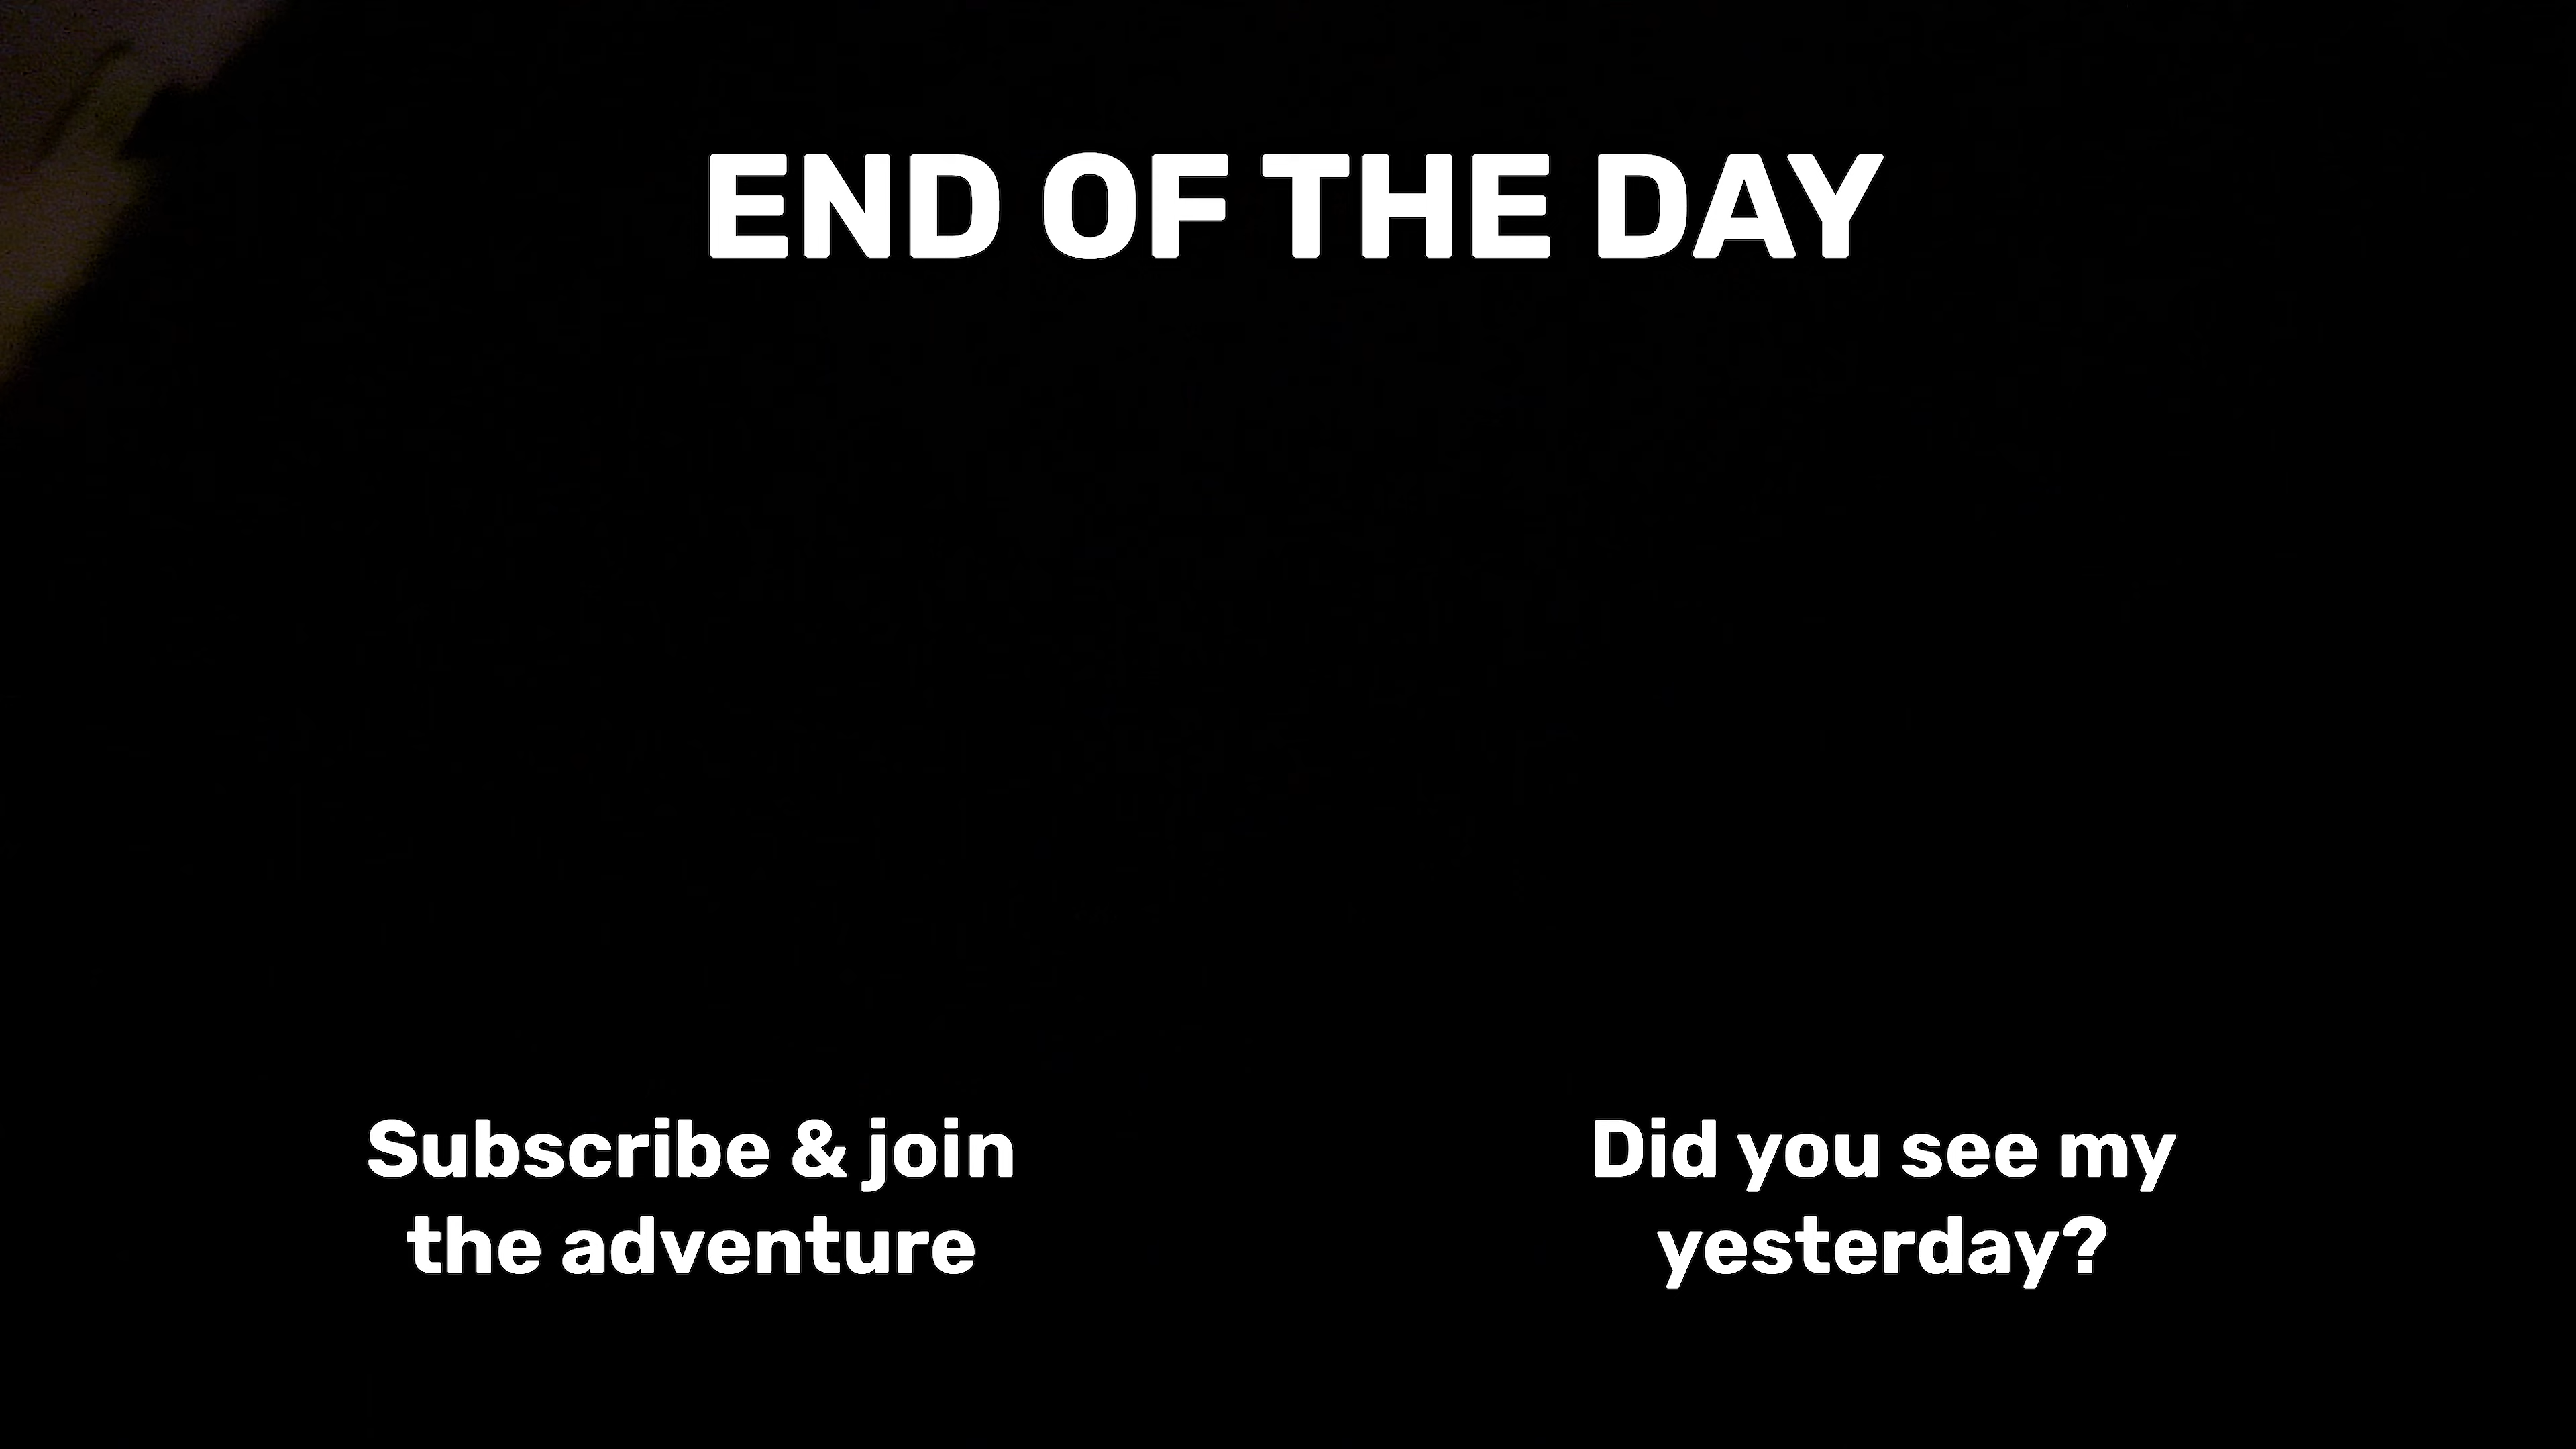 END OF THE DAY
Subscribe & join
the adventure
Did you see my
yesterday?